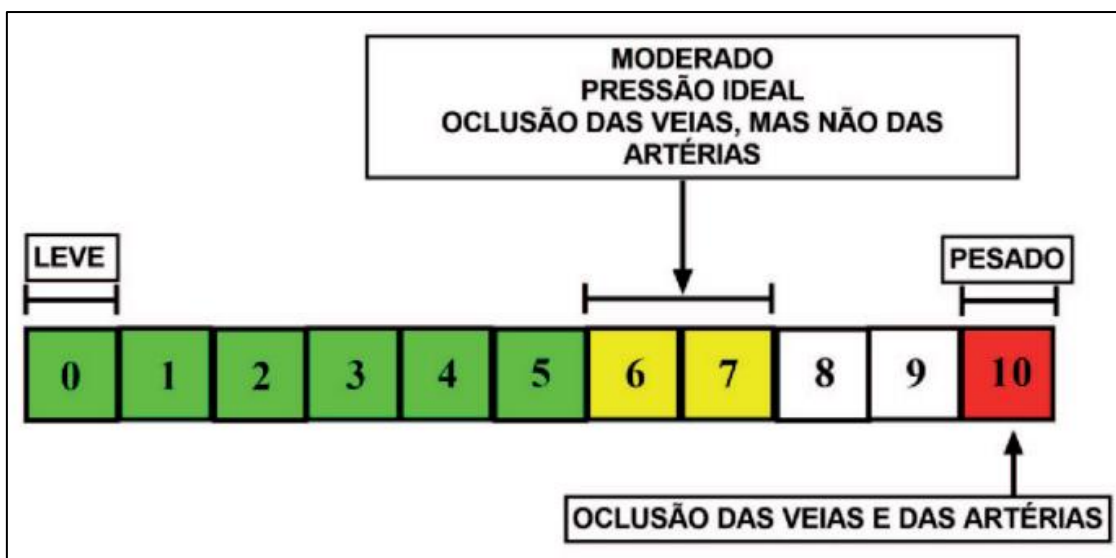 MODERADO
PRESSÃO IDEAL
OCLUSÃO DAS VEIAS, MAS NÃO DAS
ARTÉRIAS
LEVE
PESADO
0 1 2 3 4 5 6 7 8 9 10
OCLUSÃO DAS VEIAS E DAS ARTÉRIAS